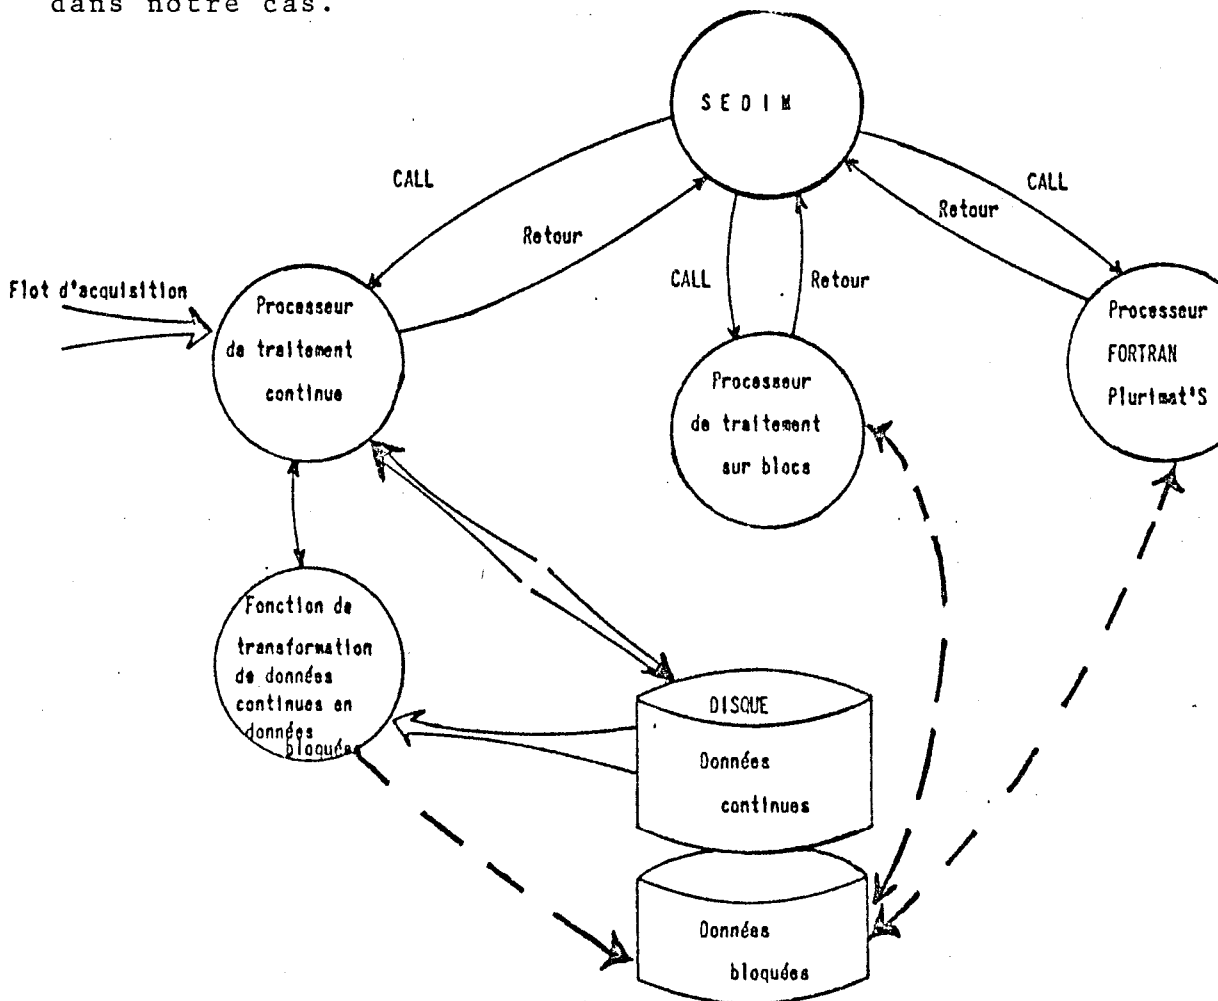 dans notre cas.
S E D I M
CALL
Retour
CALL
Retour
CALL
Retour
Flot d'acquisition
Processeur
de traitement
continue
Processeur
de traitement
sur blocs
Processeur
FORTRAN
Plurimat'S
Fonction de
transformation
de données
continues en
données
bloquées
DISQUE
Données
continues
Données
bloquées